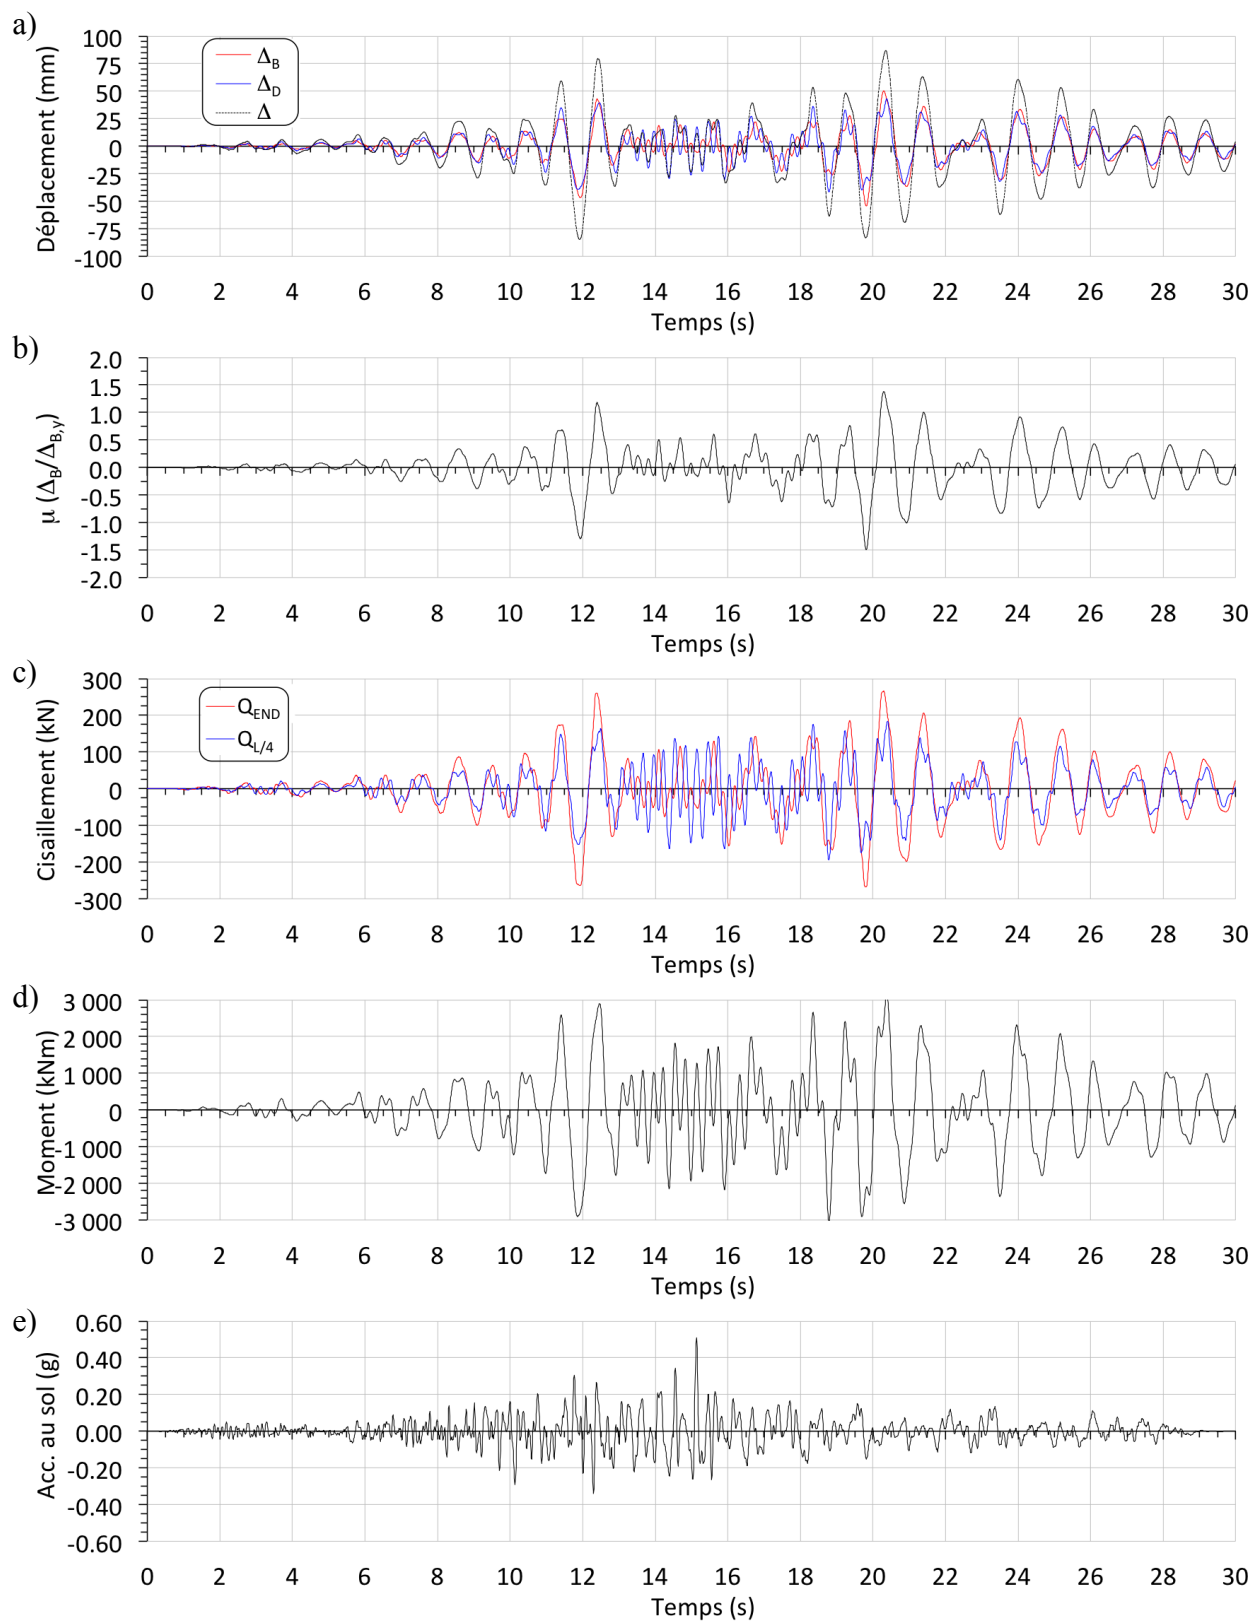 a)
100
75
50
25
0
-25
-50
-75
-100
Déplacement (mm)
Δ_B
Δ_D
Δ
0 2 4 6 8 10 12 14 16 18 20 22 24 26 28 30
Temps (s)
b)
2.0
1.5
1.0
0.5
0.0
-0.5
-1.0
-1.5
-2.0
μ (Δ_B/Δ_B,y)
0 2 4 6 8 10 12 14 16 18 20 22 24 26 28 30
Temps (s)
c)
300
200
100
0
-100
-200
-300
Cisaillement (kN)
Q_END
Q_L/4
0 2 4 6 8 10 12 14 16 18 20 22 24 26 28 30
Temps (s)
d)
3 000
2 000
1 000
0
-1 000
-2 000
-3 000
Moment (kNm)
0 2 4 6 8 10 12 14 16 18 20 22 24 26 28 30
Temps (s)
e)
0.60
0.40
0.20
0.00
-0.20
-0.40
-0.60
Acc. au sol (g)
0 2 4 6 8 10 12 14 16 18 20 22 24 26 28 30
Temps (s)